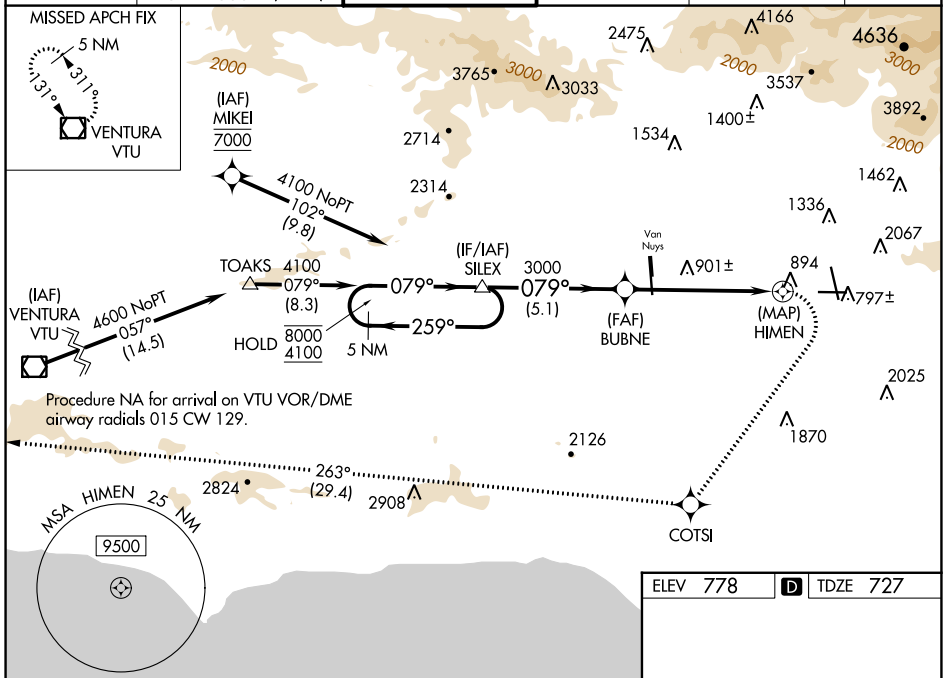 MISSED APCH FIX
5 NM
311°
131°
VENTURA
VTU
2000
3765
3000
3033
2475
4166
2000
4636
3000
3537
3892
2000
1400±
1534
2714
2314
1462
1336
2067
(IAF)
MIKEI
7000
4100 NoPT
102°
(9.8)
TOAKS
4100
079°
(8.3)
079°
259°
HOLD
8000
4100
5 NM
(IF/IAF)
SILEX
3000
079°
(5.1)
Van
Nuys
(FAF)
BUBNE
901±
894
797±
(MAP)
HIMEN
(IAF)
VENTURA
VTU
4600 NoPT
057°
(14.5)
Procedure NA for arrival on VTU VOR/DME
airway radials 015 CW 129.
2025
1870
2126
263°
(29.4)
2824
2908
COTSI
MSA HIMEN 25 NM
9500
ELEV 778 D TDZE 727